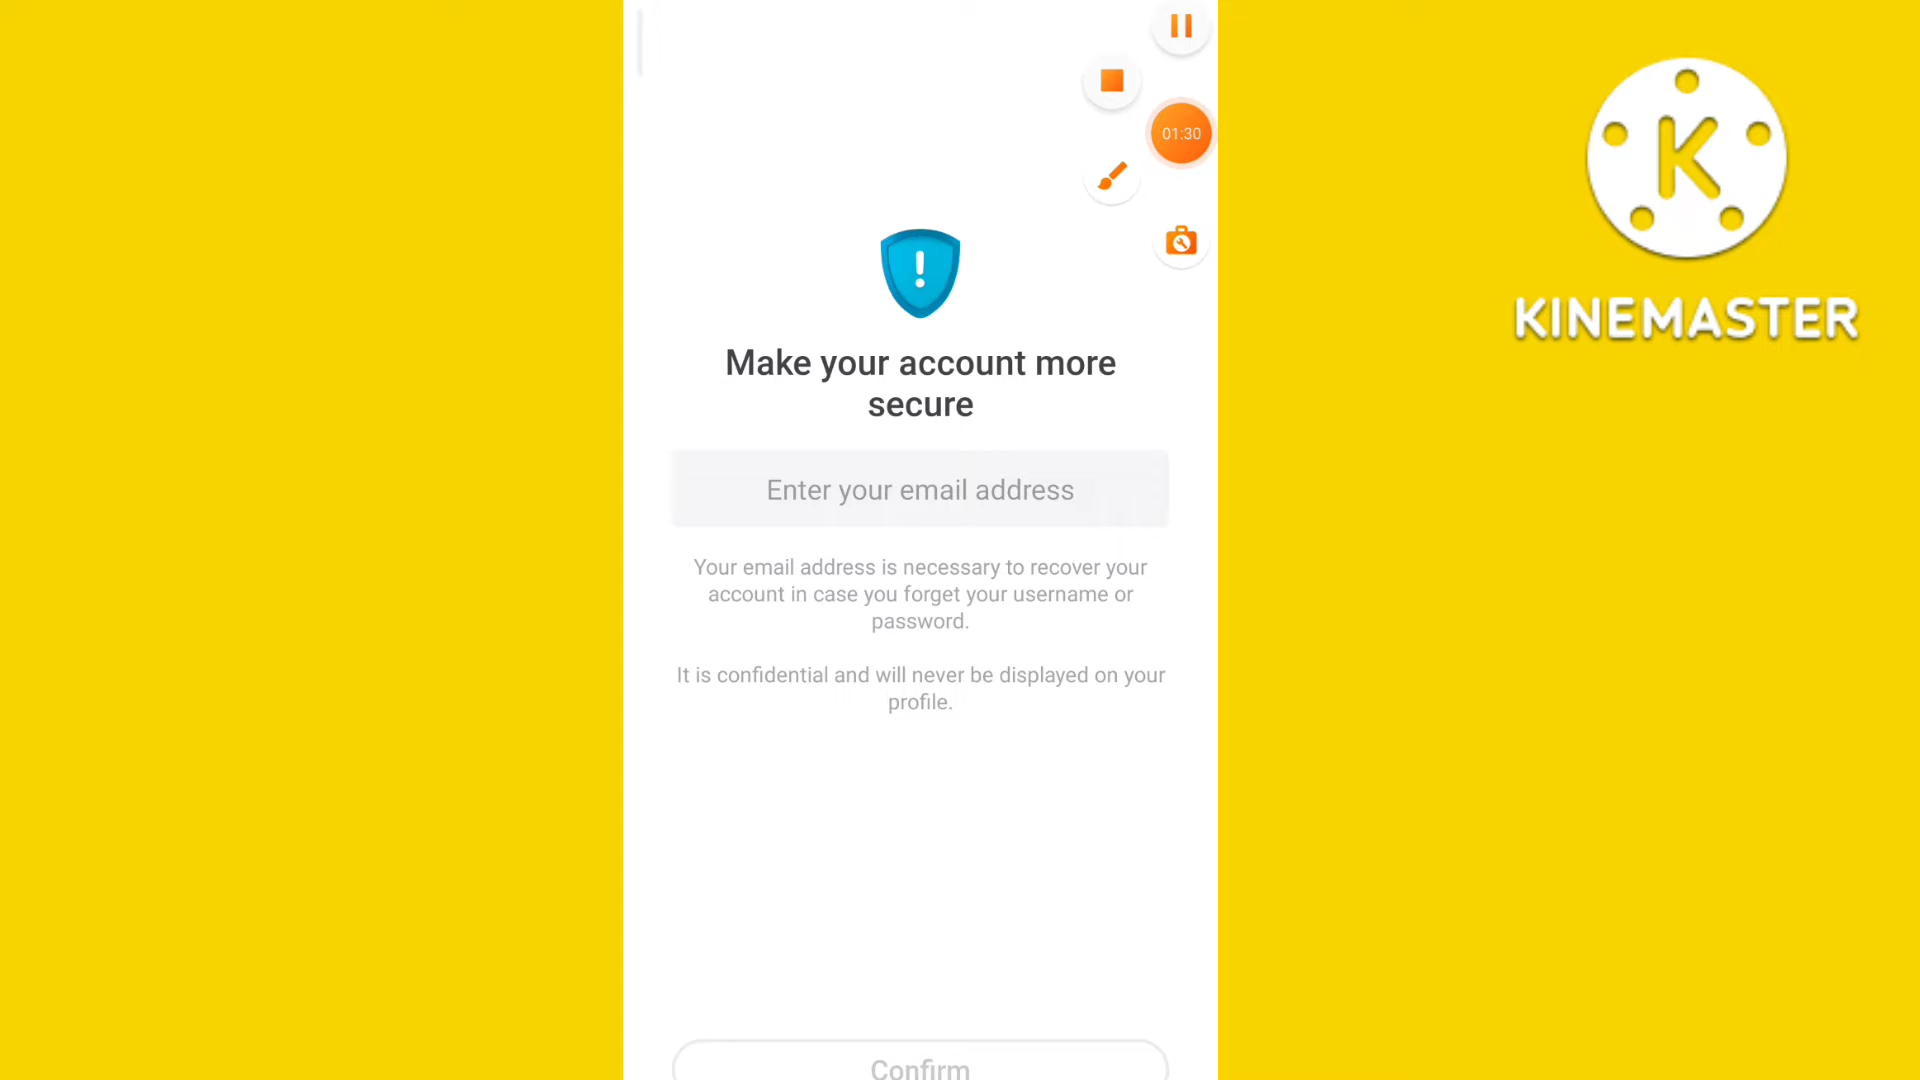 01:30
K
KINEMASTER
Make your account more
secure
Enter your email address
Your email address is necessary to recover your
account in case you forget your username or
password.
It is confidential and will never be displayed on your
profile.
Confirm